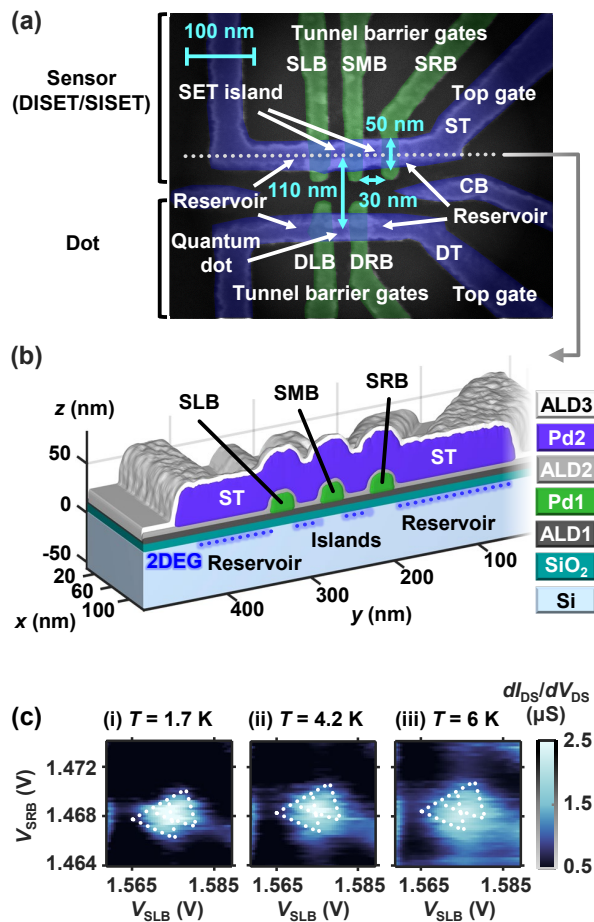 (a)
100 nm
Tunnel barrier gates
SLB SMB SRB
Sensor
(DISET/SISET)
SET island
Top gate
50 nm
ST
110 nm
CB
30 nm
Reservoir
Reservoir
Dot
Quantum
dot
DLB DRB
DT
Tunnel barrier gates
Top gate
(b)
z (nm)
50
0
-50
SLB
SMB
SRB
ST
ST
2DEG
Reservoir
Islands
Reservoir
20
60
100
x (nm)
400
300
200
100
y (nm)
ALD3
Pd2
ALD2
Pd1
ALD1
SiO2
Si
(c)
(i) T = 1.7 K
(ii) T = 4.2 K
(iii) T = 6 K
dIDS/dVDS
(µS)
2.5
1.5
0.5
VSRB (V)
1.472
1.468
1.464
1.565 1.585
1.565 1.585
1.565 1.585
VSLB (V)
VSLB (V)
VSLB (V)